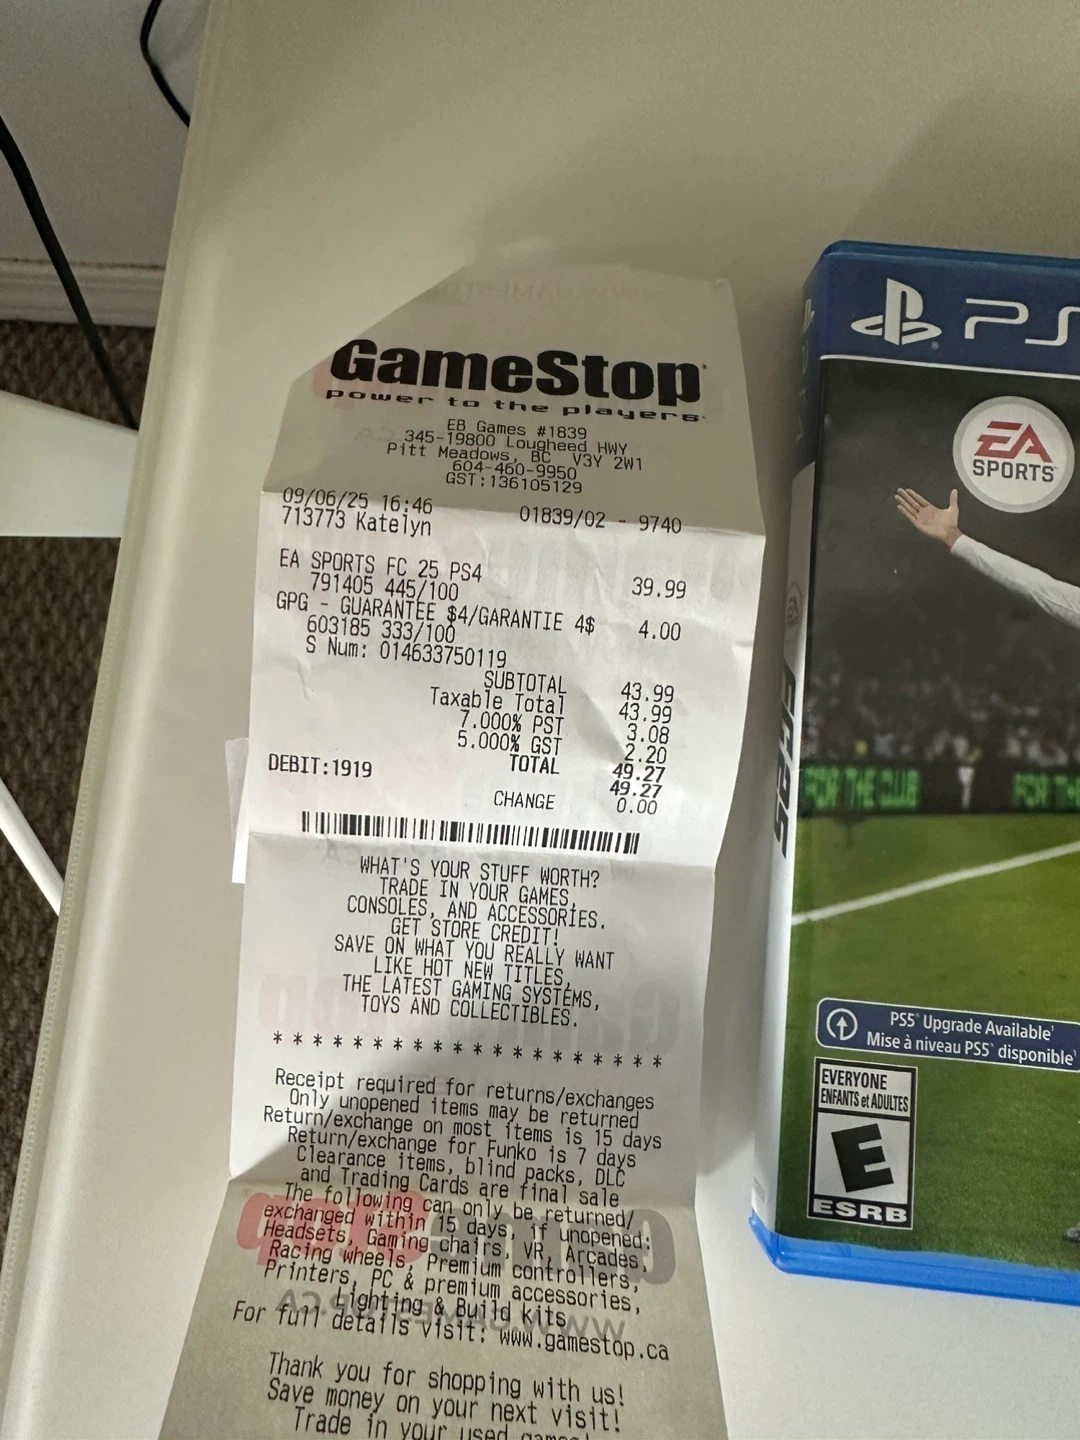 GameStop
power to the players
EB Games #1839
345-19800 Lougheed HWY
Pitt Meadows, BC V3Y 2W1
604-460-9950
GST:136105129
09/06/25 16:46 01839/02 - 9740
713773 Katelyn
EA SPORTS FC 25 PS4 39.99
791405 445/100
GPG - GUARANTEE $4/GARANTIE 4$ 4.00
603185 333/100
S Num: 014633750119
SUBTOTAL 43.99
Taxable Total 43.99
7.000% PST 3.08
5.000% GST 2.20
TOTAL 49.27
DEBIT:1919 49.27
CHANGE 0.00
WHAT'S YOUR STUFF WORTH?
TRADE IN YOUR GAMES,
CONSOLES, AND ACCESSORIES.
GET STORE CREDIT!
SAVE ON WHAT YOU REALLY WANT
LIKE HOT NEW TITLES,
THE LATEST GAMING SYSTEMS,
TOYS AND COLLECTIBLES.
* * * * * * * * * * * * * * * * * * * *
Receipt required for returns/exchanges
Only unopened items may be returned
Return/exchange on most items is 15 days
Return/exchange for Funko is 7 days
Clearance items, blind packs, DLC
and Trading Cards are final sale
The following can only be returned/
exchanged within 15 days, if unopened:
Headsets, Gaming chairs, VR, Arcades,
Racing wheels, Premium controllers,
Printers, PC & premium accessories,
Lighting & Build kits
For full details visit: www.gamestop.ca
Thank you for shopping with us!
Save money on your next visit!
Trade in your used games!
PS
EA
SPORTS
FC25
FOR THE CLUB
FOR TH
PS5 Upgrade Available¹
Mise à niveau PS5 disponible¹
EVERYONE
ENFANTS et ADULTES
E
ESRB